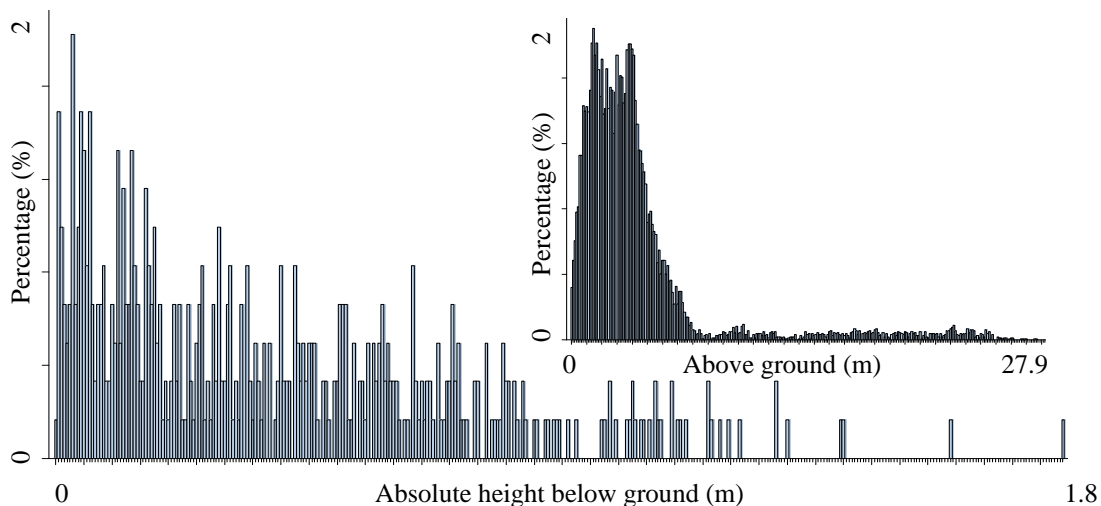 2
Percentage (%)
0
0
Absolute height below ground (m)
1.8
2
Percentage (%)
0
0
Above ground (m)
27.9